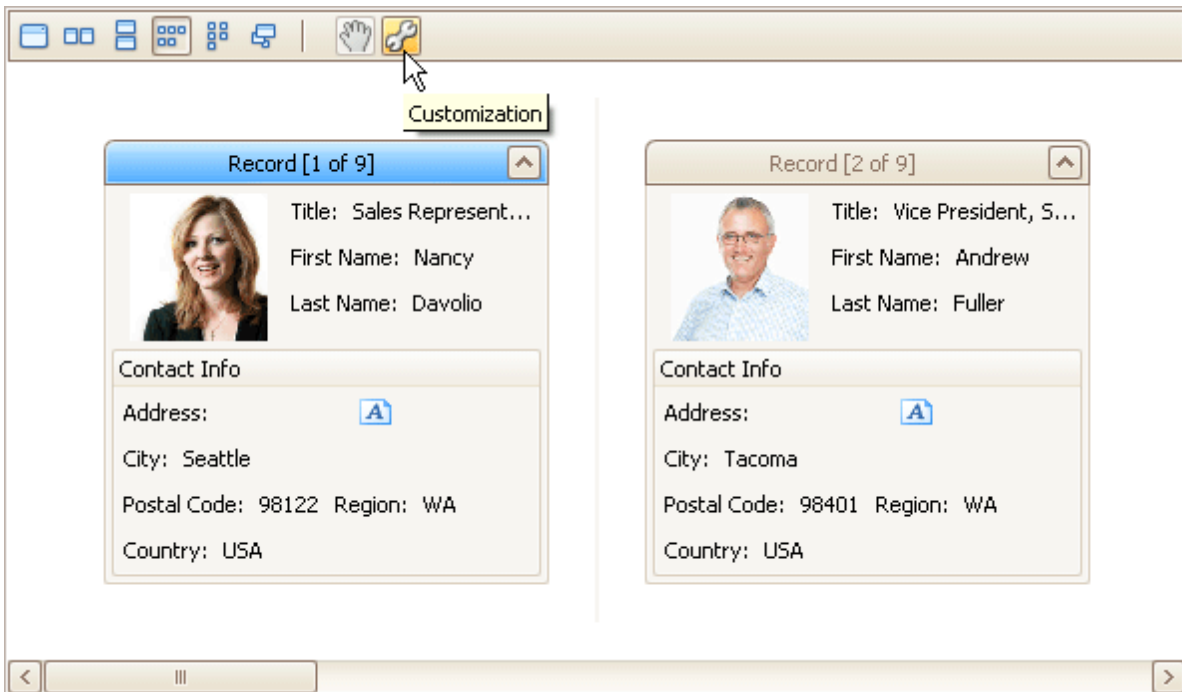 Customization
Record [1 of 9]
Title: Sales Represent...
First Name: Nancy
Last Name: Davolio
Contact Info
Address:
A
City: Seattle
Postal Code: 98122 Region: WA
Country: USA
Record [2 of 9]
Title: Vice President, S...
First Name: Andrew
Last Name: Fuller
Contact Info
Address:
A
City: Tacoma
Postal Code: 98401 Region: WA
Country: USA